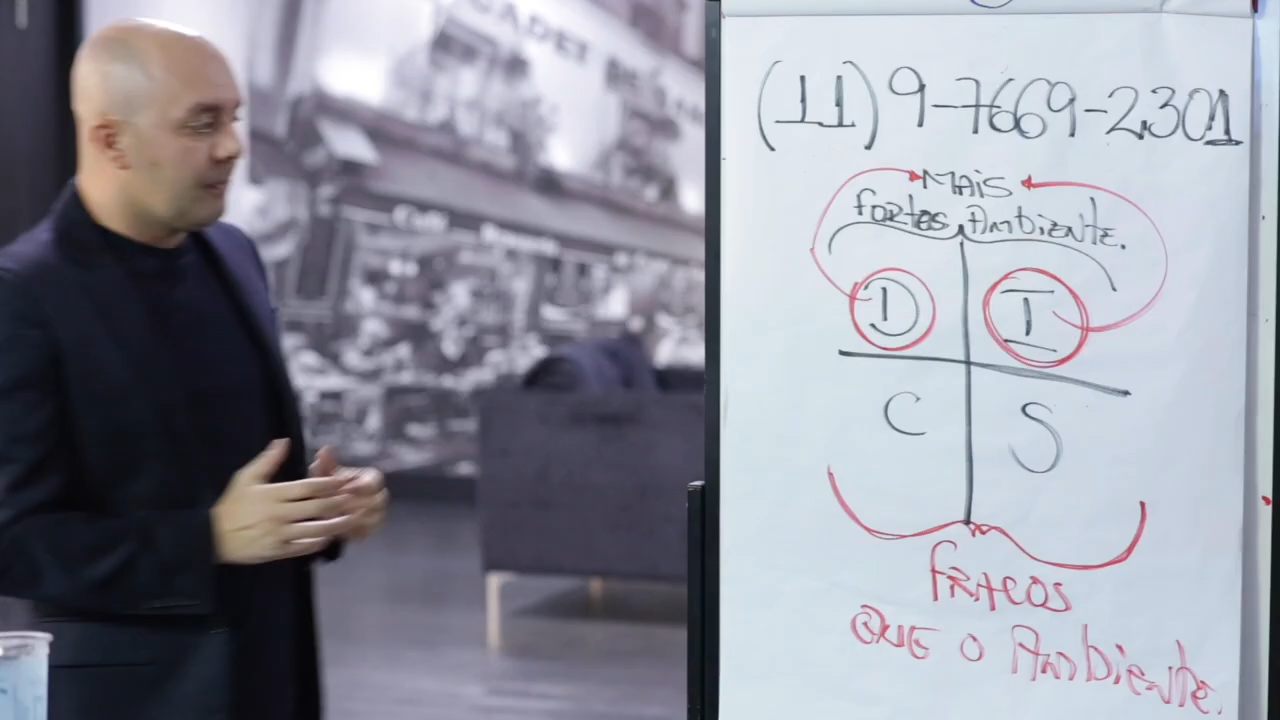 (11) 9-7669-2301
MAIS
fortes Ambiente.
D I
C S
fracos
QUE O Ambiente.